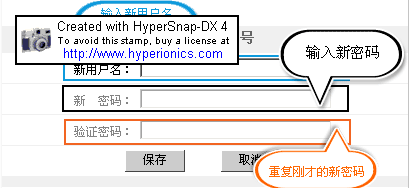 输入新用户名
Created with HyperSnap-DX 4
To avoid this stamp, buy a license at
http://www.hyperionics.com
号
输入新密码
新用户名：
新 密码：
验证密码：
保存
取消
重复刚才的新密码